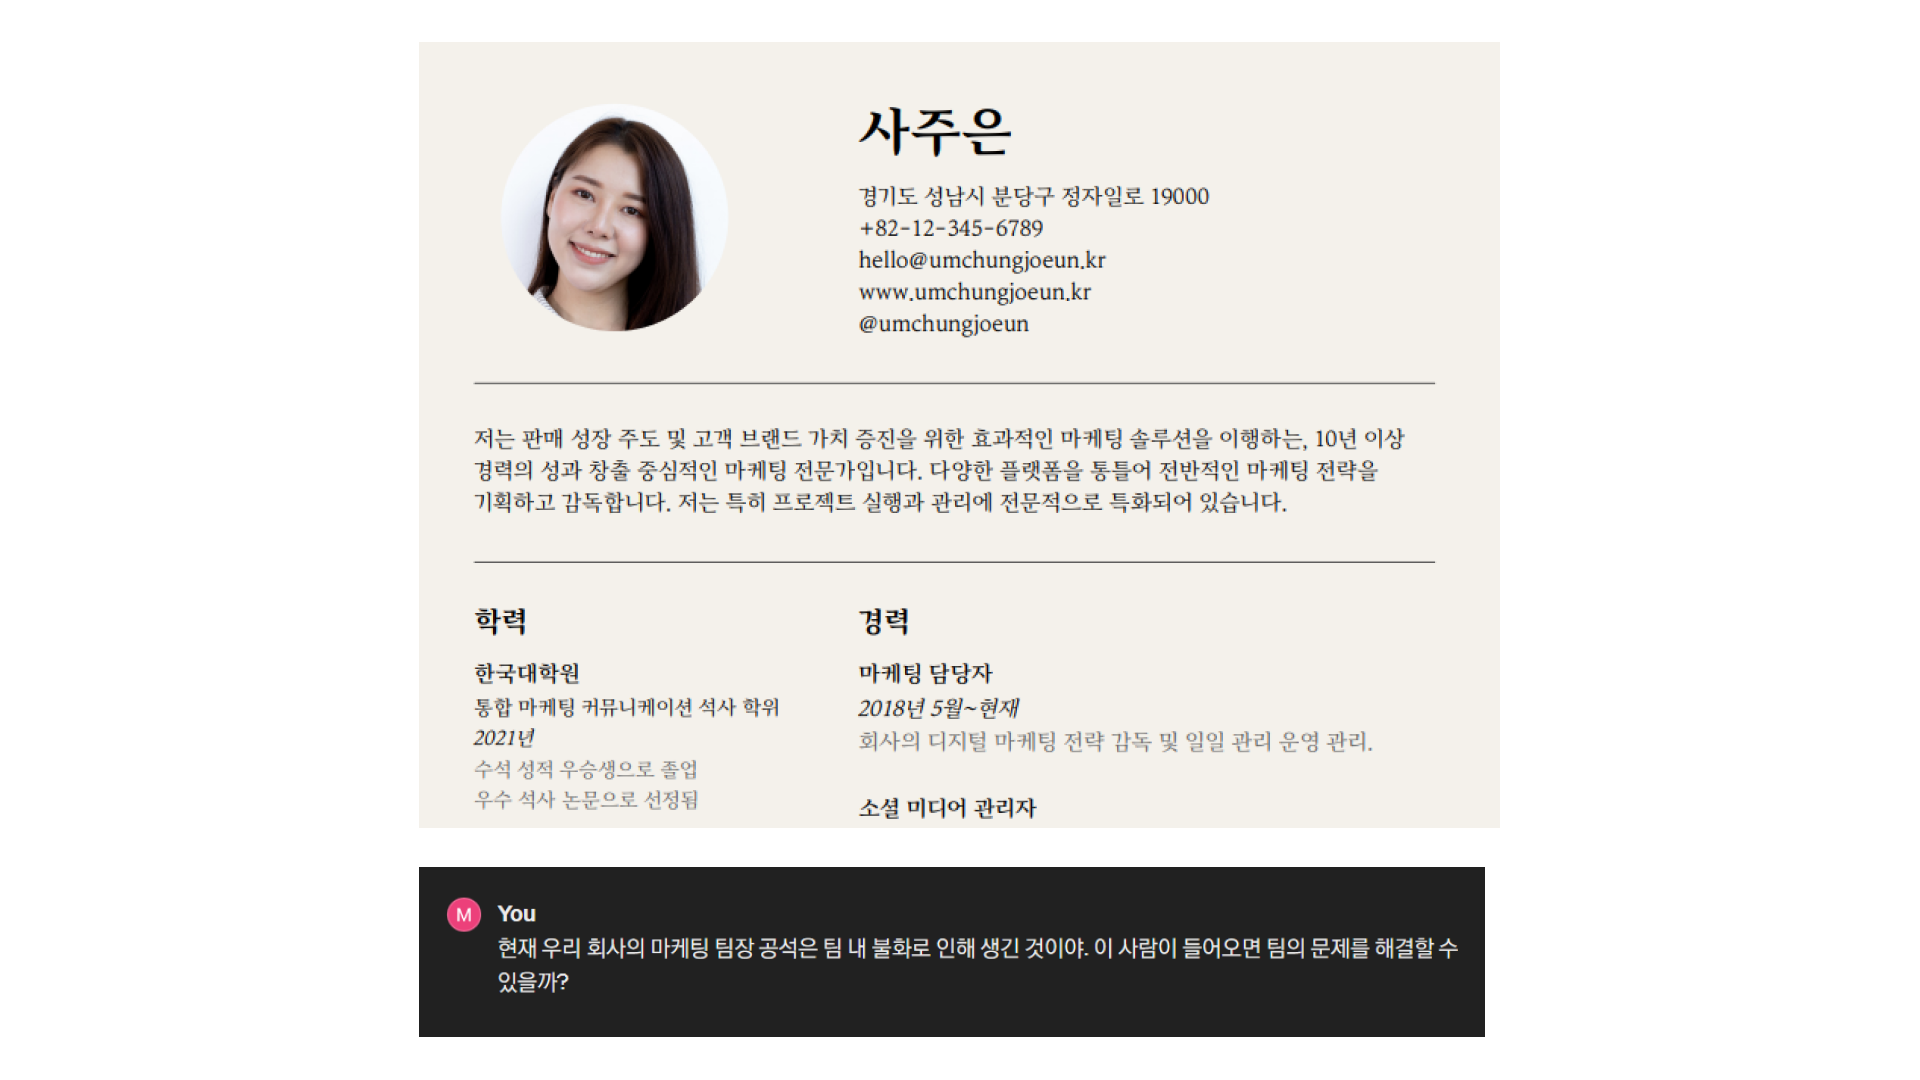 사주은
경기도 성남시 분당구 정자일로 19000
+82-12-345-6789
hello@umchungjoeun.kr
www.umchungjoeun.kr
@umchungjoeun
저는 판매 성장 주도 및 고객 브랜드 가치 증진을 위한 효과적인 마케팅 솔루션을 이행하는, 10년 이상
경력의 성과 창출 중심적인 마케팅 전문가입니다. 다양한 플랫폼을 통틀어 전반적인 마케팅 전략을
기획하고 감독합니다. 저는 특히 프로젝트 실행과 관리에 전문적으로 특화되어 있습니다.
학력
한국대학원
통합 마케팅 커뮤니케이션 석사 학위
2021년
수석 성적 우승생으로 졸업
우수 석사 논문으로 선정됨
경력
마케팅 담당자
2018년 5월~현재
회사의 디지털 마케팅 전략 감독 및 일일 관리 운영 관리.
소셜 미디어 관리자
M
You
현재 우리 회사의 마케팅 팀장 공석은 팀 내 불화로 인해 생긴 것이야. 이 사람이 들어오면 팀의 문제를 해결할 수
있을까?